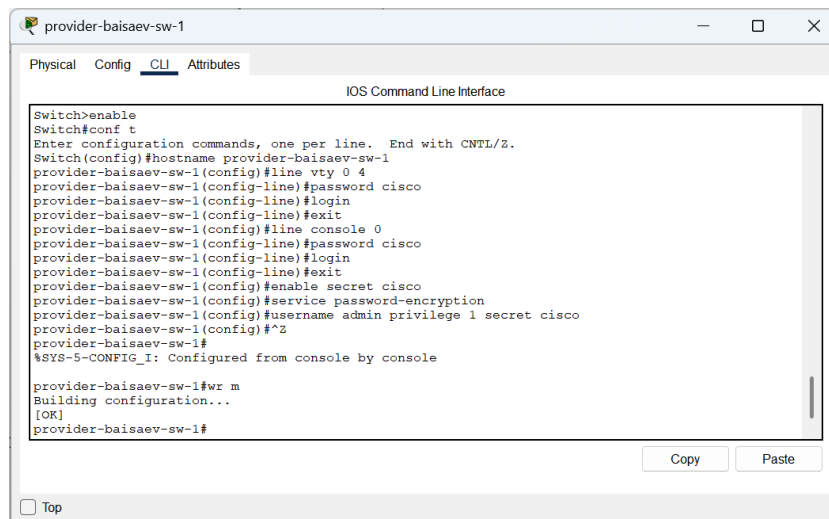 provider-baisaev-sw-1
Physical Config CLI Attributes
IOS Command Line Interface
Switch>enable
Switch#conf t
Enter configuration commands, one per line.  End with CNTL/Z.
Switch(config)#hostname provider-baisaev-sw-1
provider-baisaev-sw-1(config)#line vty 0 4
provider-baisaev-sw-1(config-line)#password cisco
provider-baisaev-sw-1(config-line)#login
provider-baisaev-sw-1(config-line)#exit
provider-baisaev-sw-1(config)#line console 0
provider-baisaev-sw-1(config-line)#password cisco
provider-baisaev-sw-1(config-line)#login
provider-baisaev-sw-1(config-line)#exit
provider-baisaev-sw-1(config)#enable secret cisco
provider-baisaev-sw-1(config)#service password-encryption
provider-baisaev-sw-1(config)#username admin privilege 1 secret cisco
provider-baisaev-sw-1(config)#^Z
provider-baisaev-sw-1#
%SYS-5-CONFIG_I: Configured from console by console
provider-baisaev-sw-1#wr m
Building configuration...
[OK]
provider-baisaev-sw-1#
Copy Paste
Top